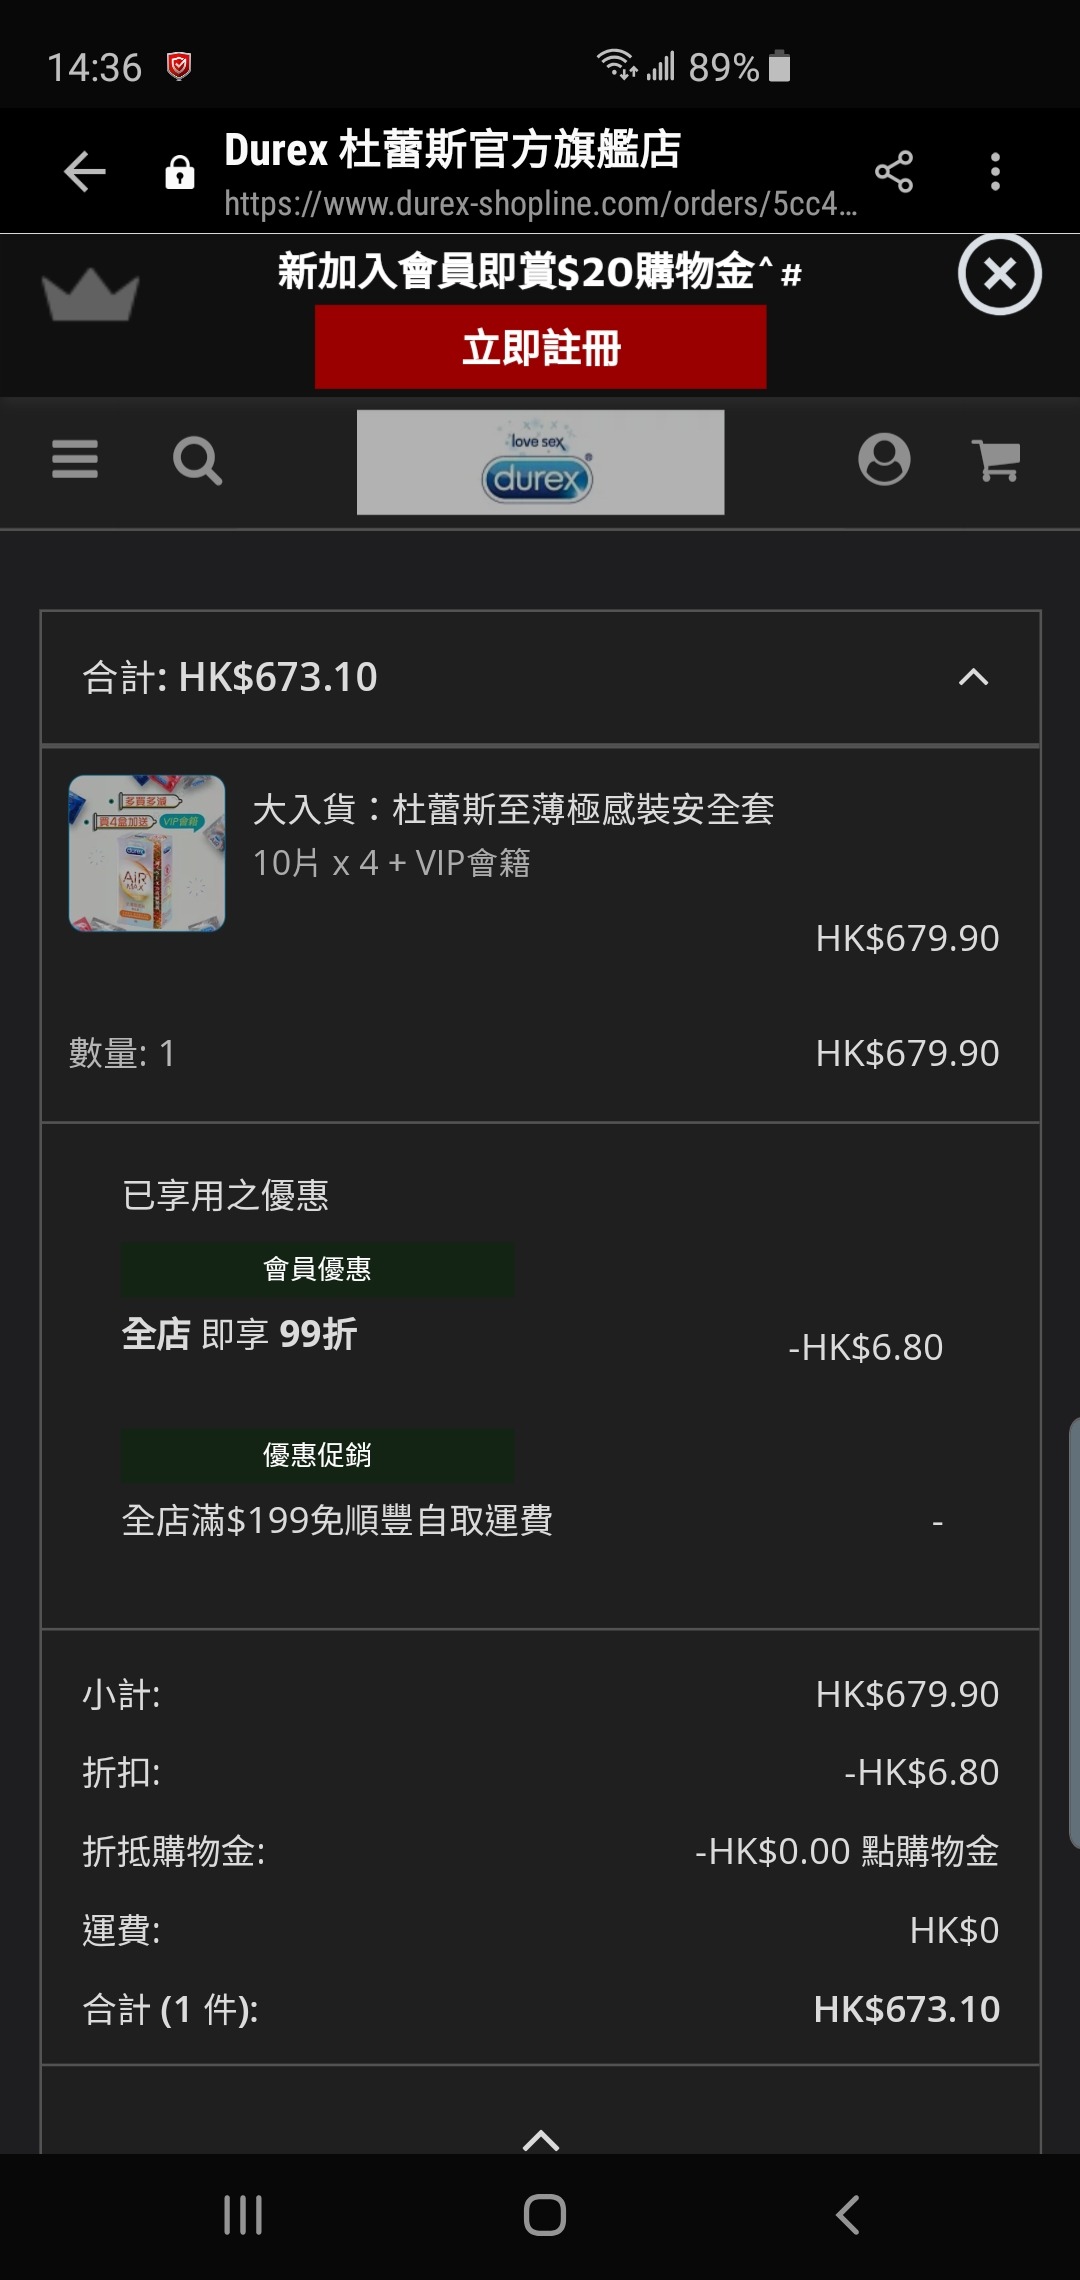 14:36
89%
Durex 杜蕾斯官方旗艦店
https://www.durex-shopline.com/orders/5cc4...
新加入會員即賞$20購物金^ #
立即註冊
love sex
durex
合計: HK$673.10
多買多減
買4盒加送 VIP會籍
durex
AiR
MAX
大入貨：杜蕾斯至薄極感裝安全套
10片 x 4 + VIP會籍
HK$679.90
數量: 1 HK$679.90
已享用之優惠
會員優惠
全店 即享 99折 -HK$6.80
優惠促銷
全店滿$199免順豐自取運費 -
小計: HK$679.90
折扣: -HK$6.80
折抵購物金: -HK$0.00 點購物金
運費: HK$0
合計 (1 件): HK$673.10